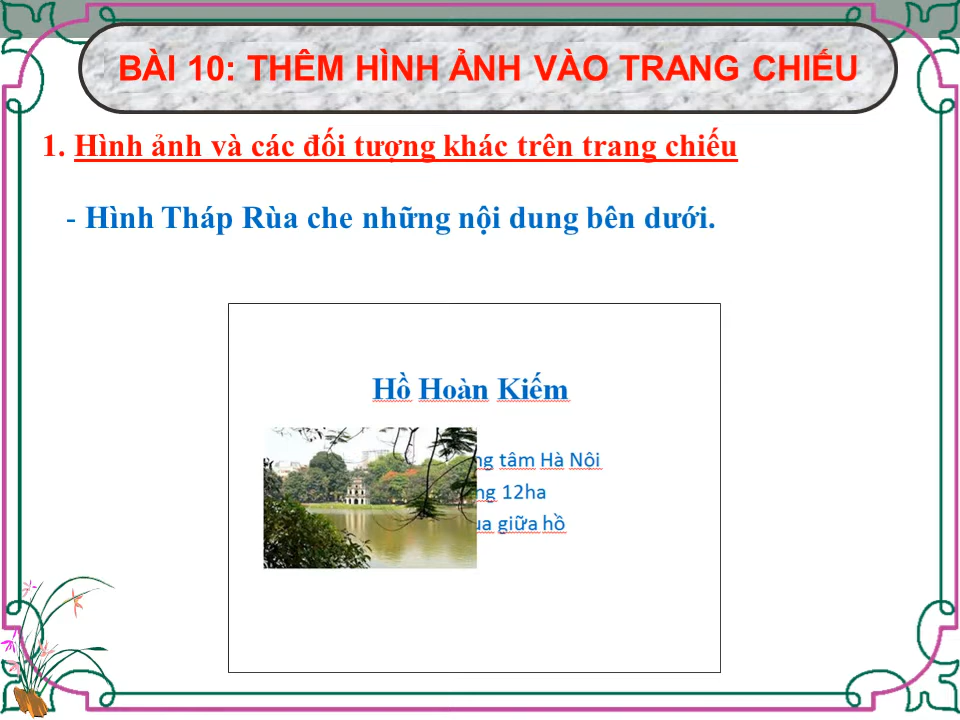 BÀI 10: THÊM HÌNH ẢNH VÀO TRANG CHIẾU
1. Hình ảnh và các đối tượng khác trên trang chiếu
- Hình Tháp Rùa che những nội dung bên dưới.
Hồ Hoàn Kiếm
ng tâm Hà Nôi
ng 12ha
ua giữa hồ